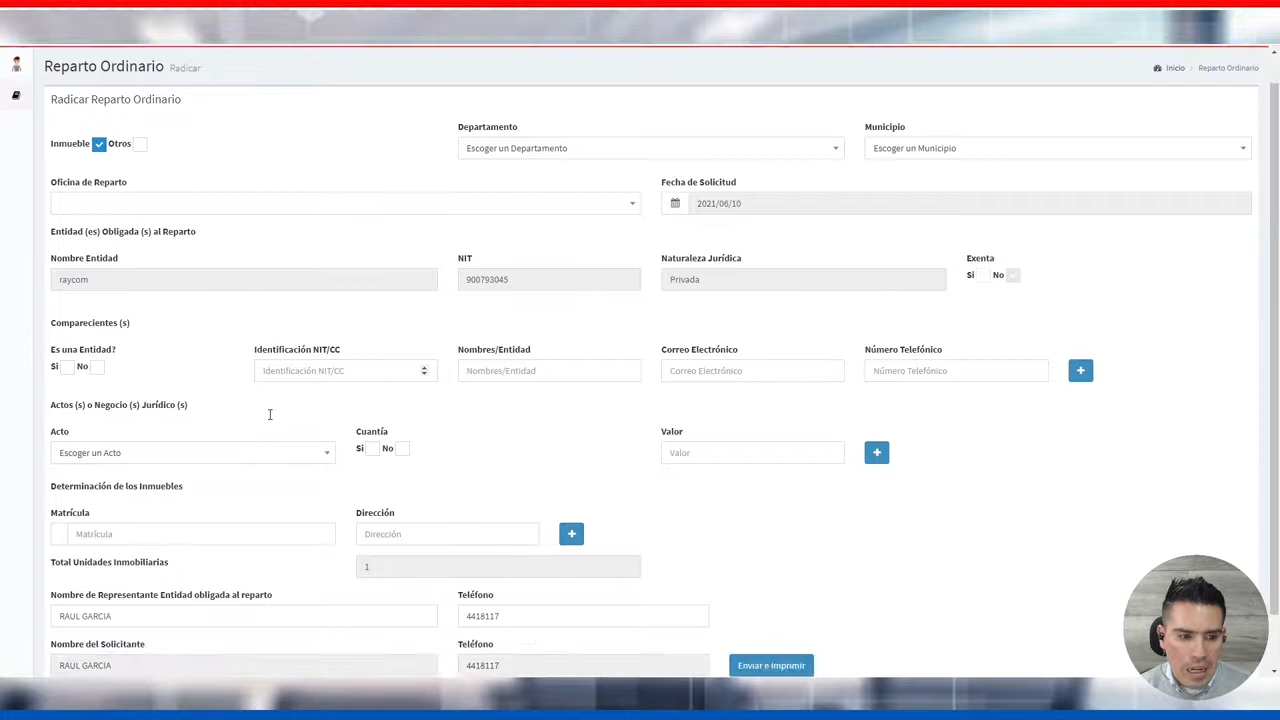 Reparto Ordinario Radicar
Inicio > Reparto Ordinario
Radicar Reparto Ordinario
Inmueble Otros
Departamento
Escoger un Departamento
Municipio
Escoger un Municipio
Oficina de Reparto
Fecha de Solicitud
2021/06/10
Entidad (es) Obligada (s) al Reparto
Nombre Entidad
raycom
NIT
900793045
Naturaleza Jurídica
Privada
Exenta
Si No
Comparecientes (s)
Es una Entidad?
Si No
Identificación NIT/CC
Identificación NIT/CC
Nombres/Entidad
Nombres/Entidad
Correo Electrónico
Correo Electrónico
Número Telefónico
Número Telefónico
+
Actos (s) o Negocio (s) Jurídico (s)
Acto
Escoger un Acto
Cuantía
Si No
Valor
Valor
+
Determinación de los Inmuebles
Matrícula
Matrícula
Dirección
Dirección
+
Total Unidades Inmobiliarias
1
Nombre de Representante Entidad obligada al reparto
RAUL GARCIA
Teléfono
4418117
Nombre del Solicitante
RAUL GARCIA
Teléfono
4418117
Enviar e Imprimir